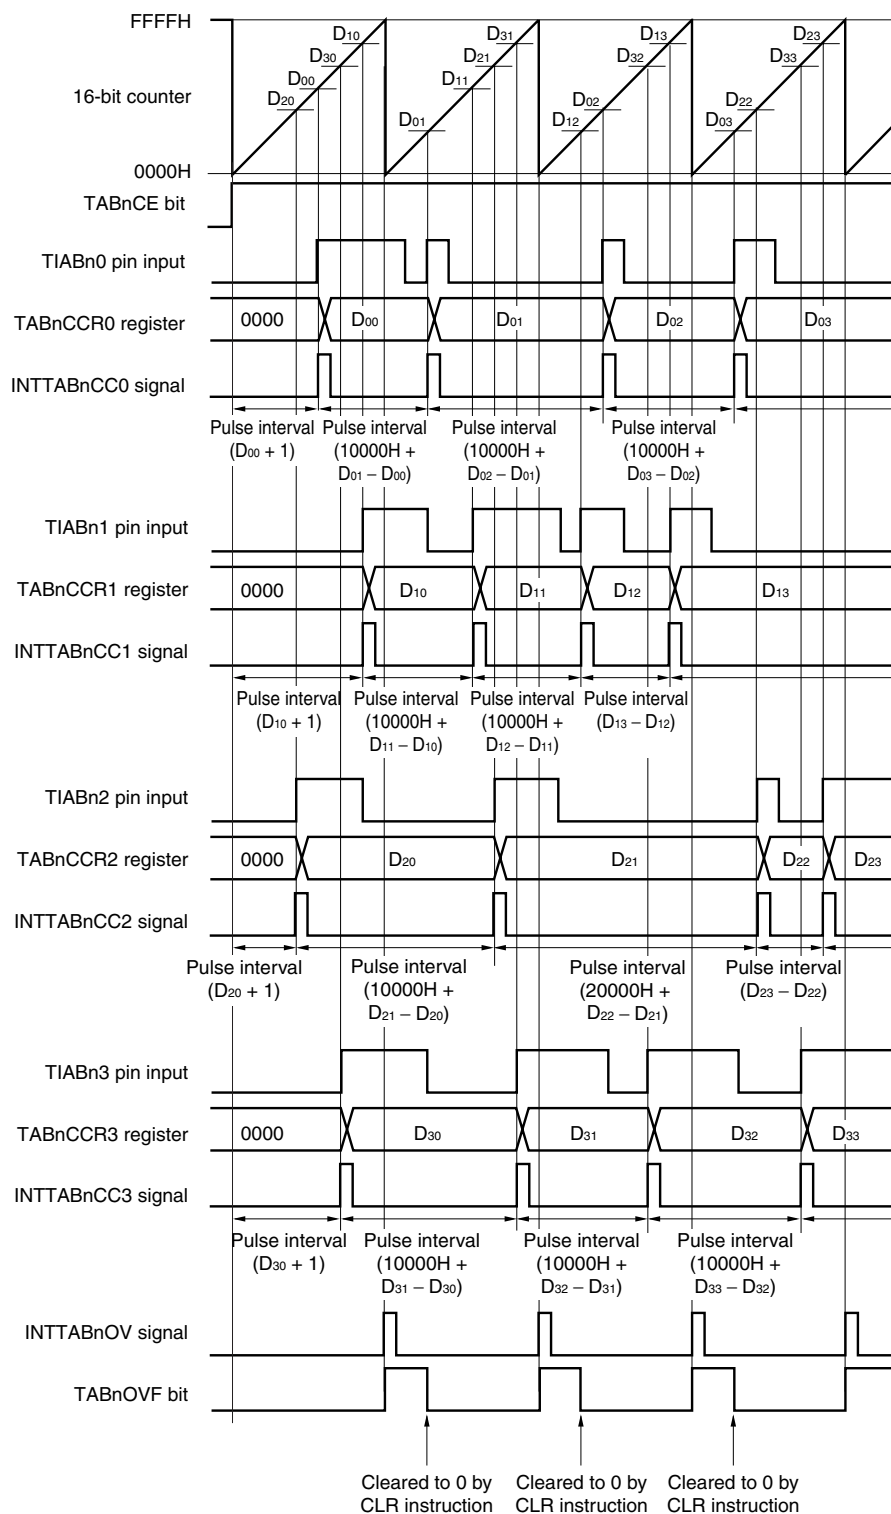 FFFFH
D10
D31
D13
D23
D30
D21
D32
D33
D00
D11
16-bit counter
D20
D02
D22
D01
D12
D03
0000H
TABnCE bit
TIABn0 pin input
TABnCCR0 register
0000
D00
D01
D02
D03
INTTABnCC0 signal
Pulse interval
(D00 + 1)
Pulse interval
(10000H +
D01 – D00)
Pulse interval
(10000H +
D02 – D01)
Pulse interval
(10000H +
D03 – D02)
TIABn1 pin input
TABnCCR1 register
0000
D10
D11
D12
D13
INTTABnCC1 signal
Pulse interval
(D10 + 1)
Pulse interval
(10000H +
D11 – D10)
Pulse interval
(10000H +
D12 – D11)
Pulse interval
(D13 – D12)
TIABn2 pin input
TABnCCR2 register
0000
D20
D21
D22
D23
INTTABnCC2 signal
Pulse interval
(D20 + 1)
Pulse interval
(10000H +
D21 – D20)
Pulse interval
(20000H +
D22 – D21)
Pulse interval
(D23 – D22)
TIABn3 pin input
TABnCCR3 register
0000
D30
D31
D32
D33
INTTABnCC3 signal
Pulse interval
(D30 + 1)
Pulse interval
(10000H +
D31 – D30)
Pulse interval
(10000H +
D32 – D31)
Pulse interval
(10000H +
D33 – D32)
INTTABnOV signal
TABnOVF bit
Cleared to 0 by
CLR instruction
Cleared to 0 by
CLR instruction
Cleared to 0 by
CLR instruction